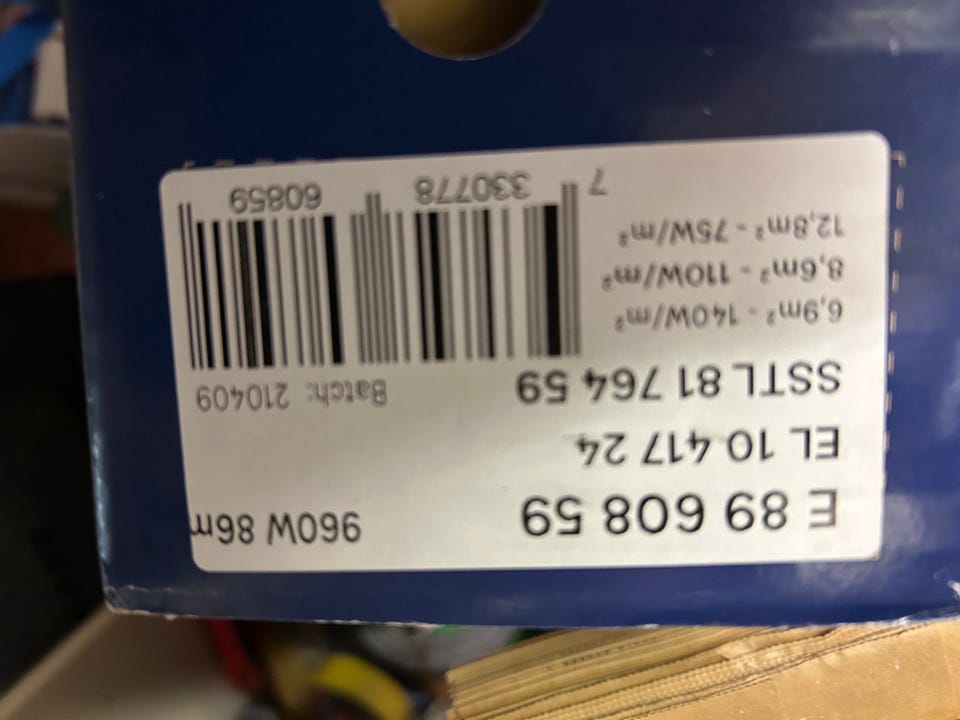 E 89 608 59 960W 86m
EL 10 417 24
SSTL 81 764 59 Batch: 210409
6,9m² - 140W/m²
8,6m² - 110W/m²
12,8m² - 75W/m²
7 330778 60859